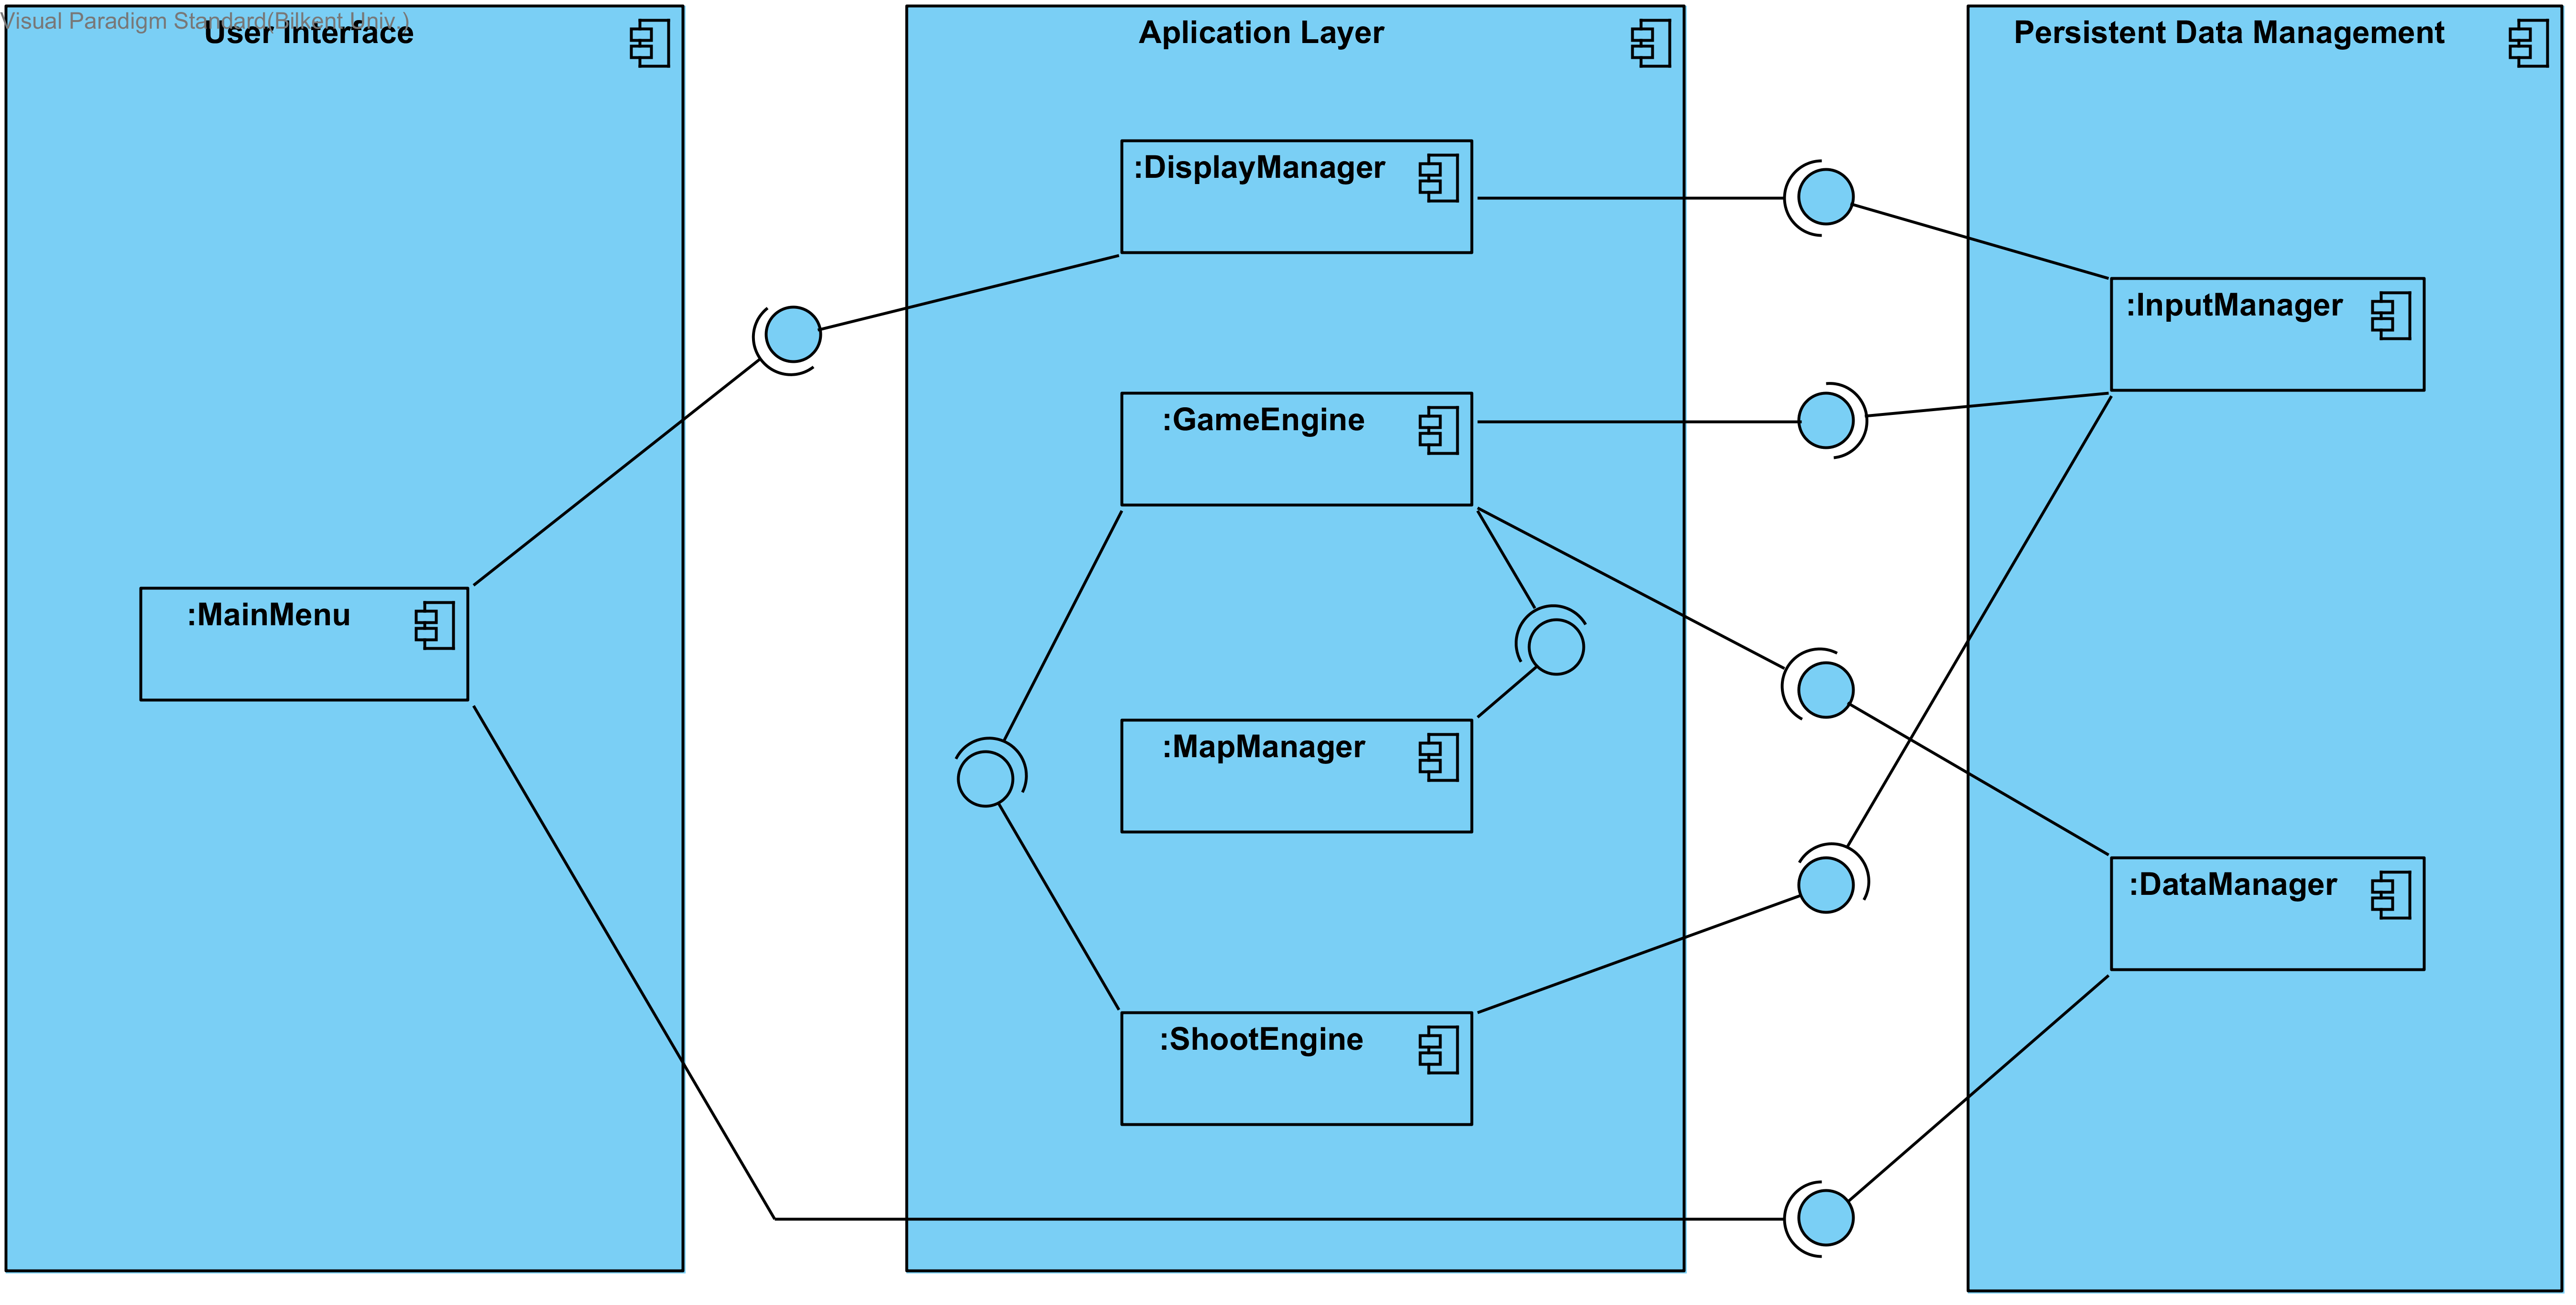 Visual Paradigm Standard(Bilkent Univ.)
User Interface
Aplication Layer
Persistent Data Management
:DisplayManager
:InputManager
:GameEngine
:MainMenu
:MapManager
:DataManager
:ShootEngine